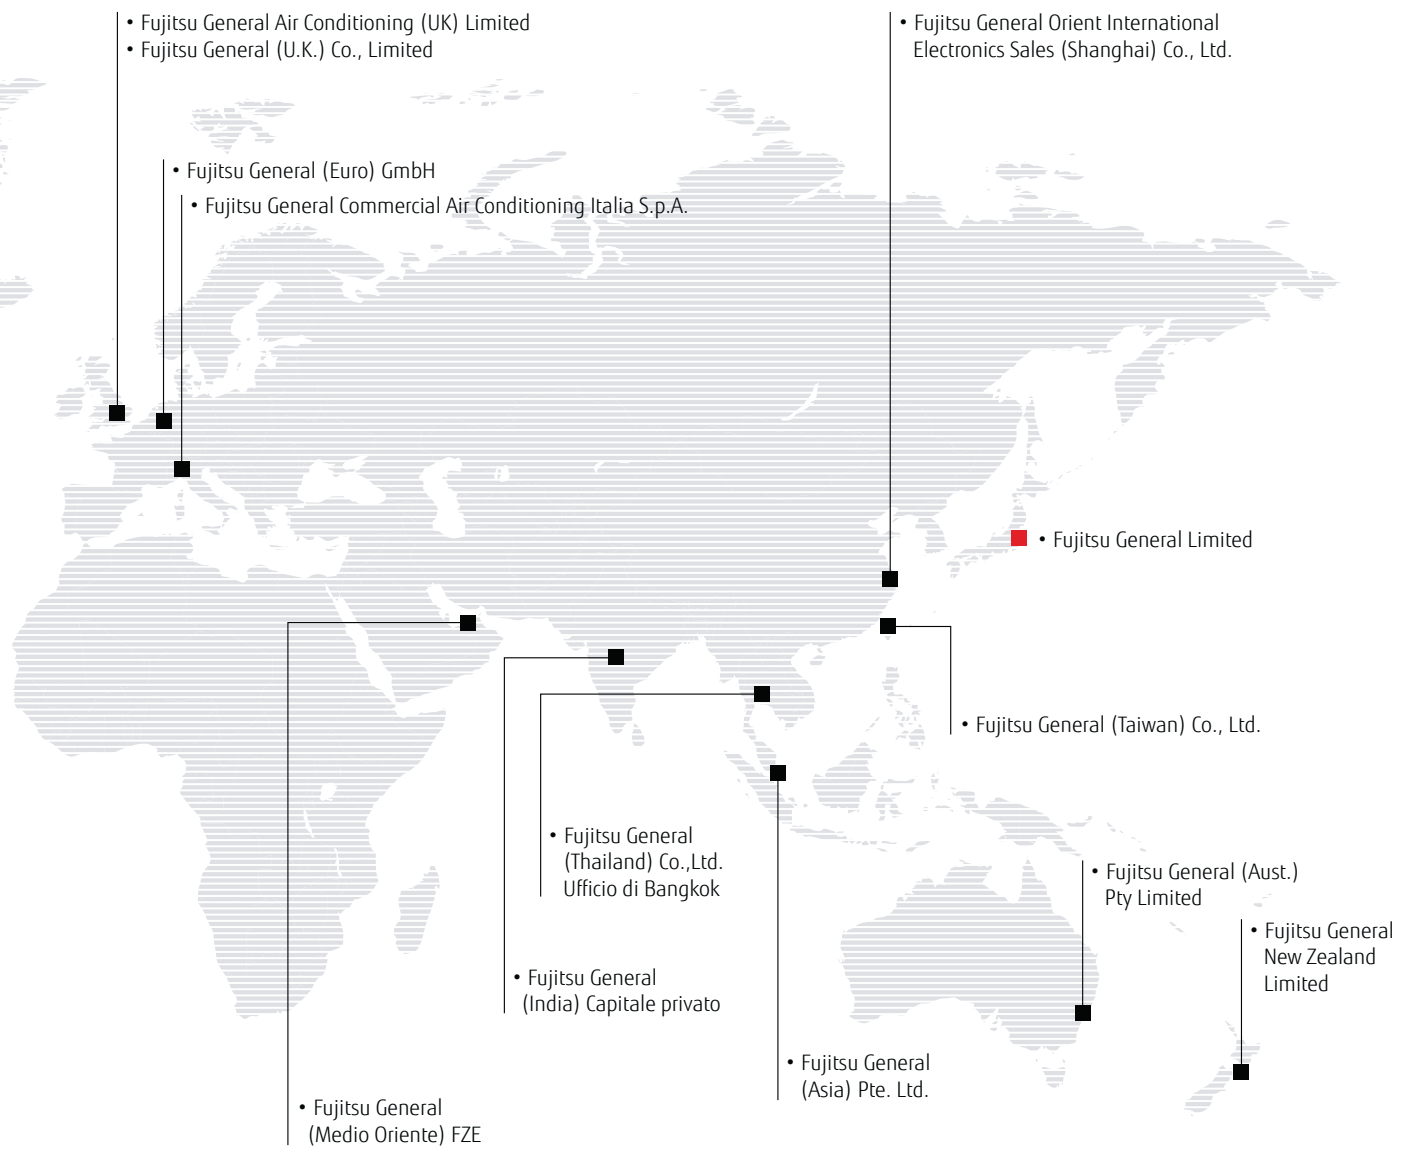 • Fujitsu General Air Conditioning (UK) Limited
• Fujitsu General (U.K.) Co., Limited
• Fujitsu General Orient International
Electronics Sales (Shanghai) Co., Ltd.
• Fujitsu General (Euro) GmbH
• Fujitsu General Commercial Air Conditioning Italia S.p.A.
• Fujitsu General Limited
• Fujitsu General (Taiwan) Co., Ltd.
• Fujitsu General
(Thailand) Co.,Ltd.
Ufficio di Bangkok
• Fujitsu General (Aust.)
Pty Limited
• Fujitsu General
New Zealand
Limited
• Fujitsu General
(India) Capitale privato
• Fujitsu General
(Asia) Pte. Ltd.
• Fujitsu General
(Medio Oriente) FZE